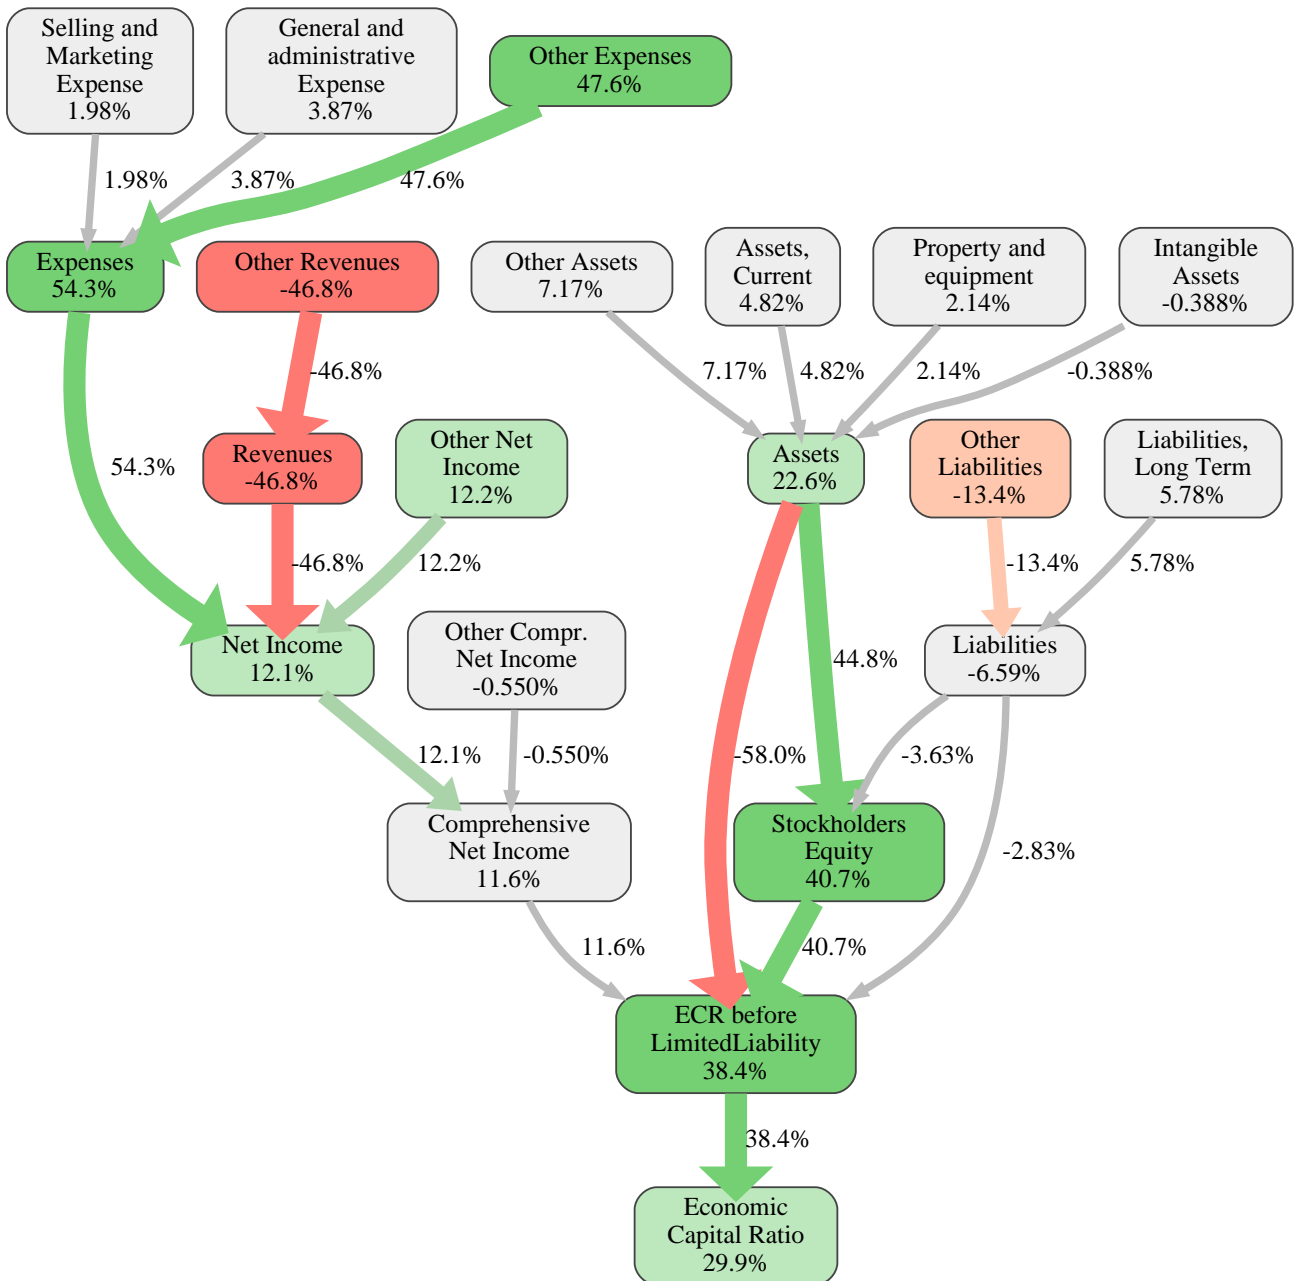 Selling and
Marketing
Expense
1.98%
General and
administrative
Expense
3.87%
Other Expenses
47.6%
1.98%
3.87%
47.6%
Expenses
54.3%
Other Revenues
-46.8%
Other Assets
7.17%
Assets,
Current
4.82%
Property and
equipment
2.14%
Intangible
Assets
-0.388%
-46.8%
7.17%
4.82%
2.14%
-0.388%
54.3%
Revenues
-46.8%
Other Net
Income
12.2%
Assets
22.6%
Other
Liabilities
-13.4%
Liabilities,
Long Term
5.78%
-46.8%
12.2%
-13.4%
5.78%
Net Income
12.1%
Other Compr.
Net Income
-0.550%
44.8%
Liabilities
-6.59%
12.1%
-0.550%
-58.0%
-3.63%
Comprehensive
Net Income
11.6%
Stockholders
Equity
40.7%
-2.83%
11.6%
40.7%
ECR before
LimitedLiability
38.4%
38.4%
Economic
Capital Ratio
29.9%